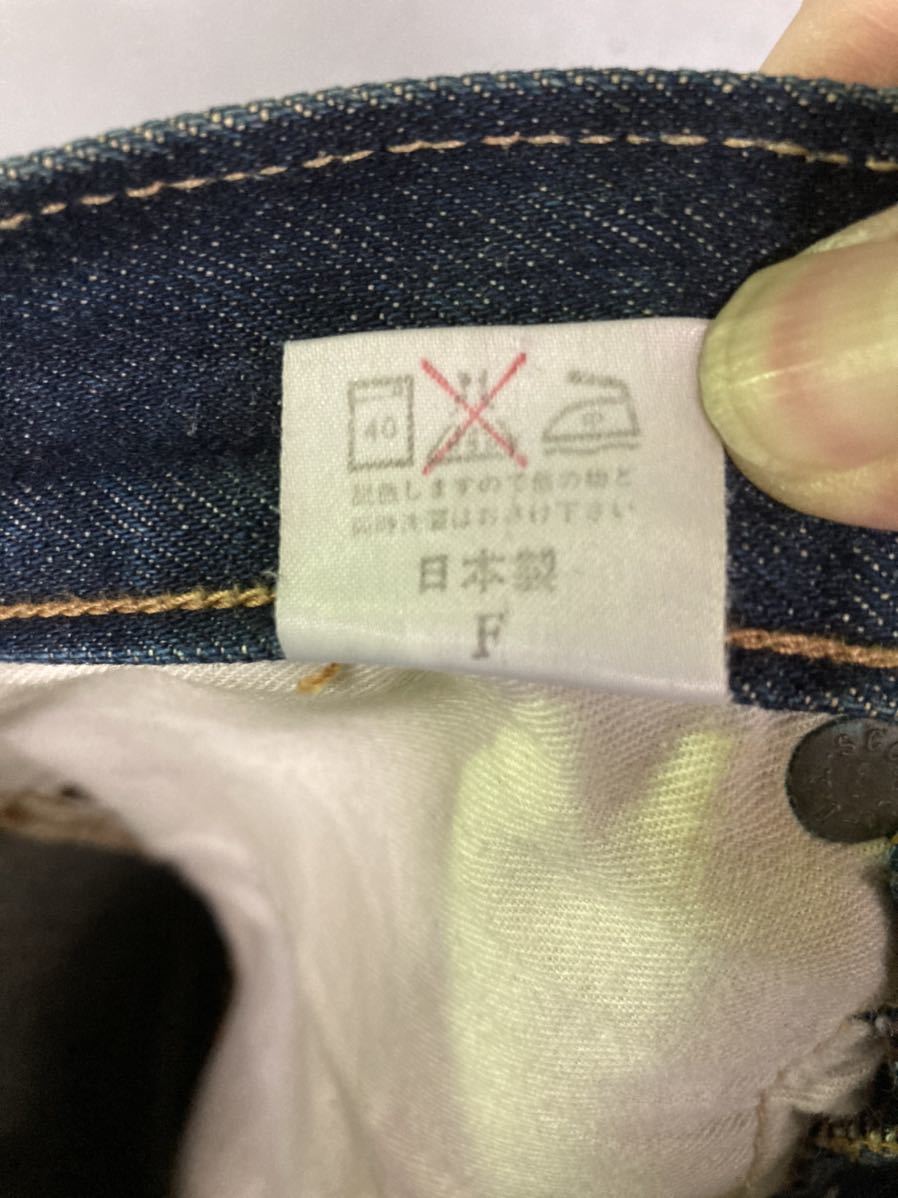 40
中
脱色しますので他の物と
同時洗濯はおさけ下さい
日本製
F